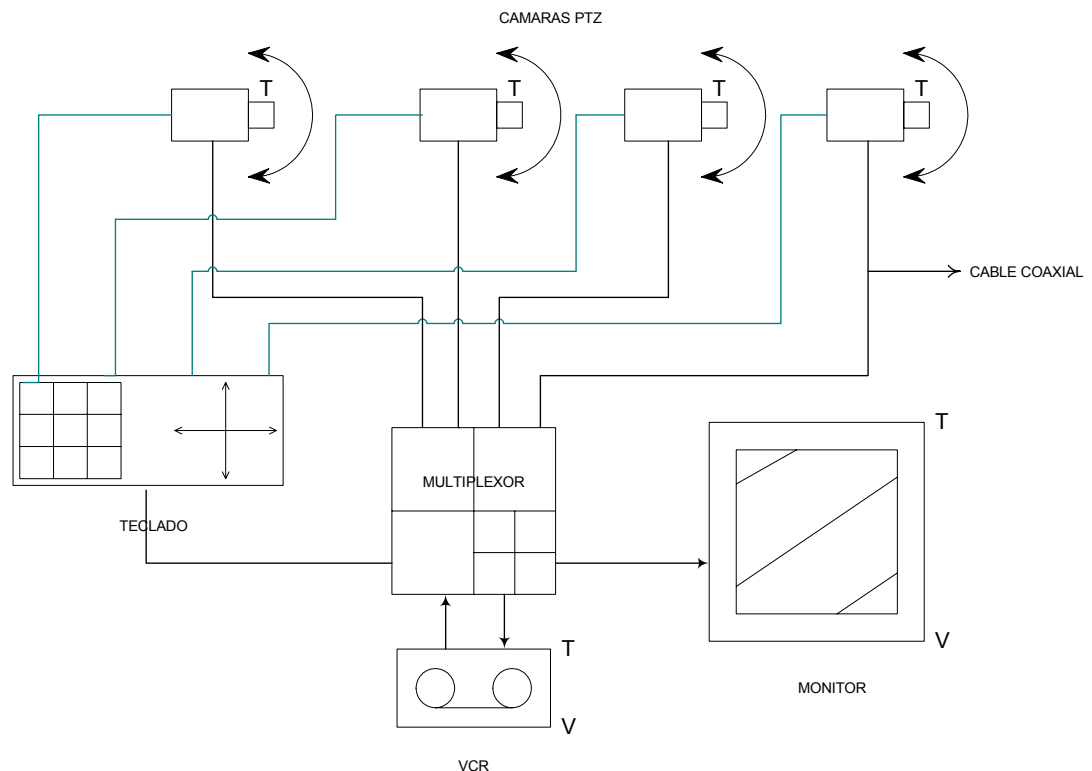 CAMARAS PTZ
T
T
T
T
CABLE COAXIAL
MULTIPLEXOR
TECLADO
T
V
MONITOR
T
V
VCR